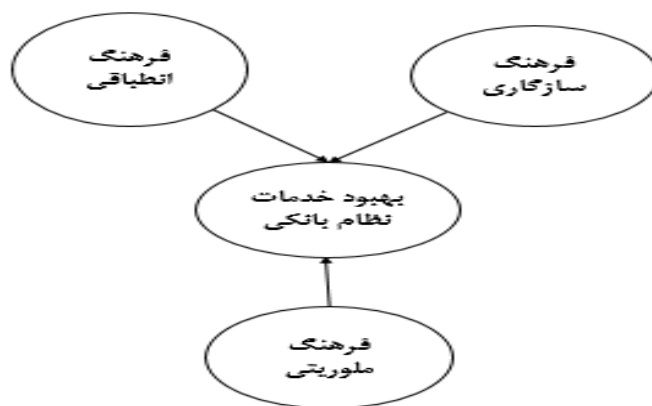 فرهنگ
سازگاری
فرهنگ
انطباقی
بهبود خدمات
نظام بانکی
فرهنگ
ملوریتی